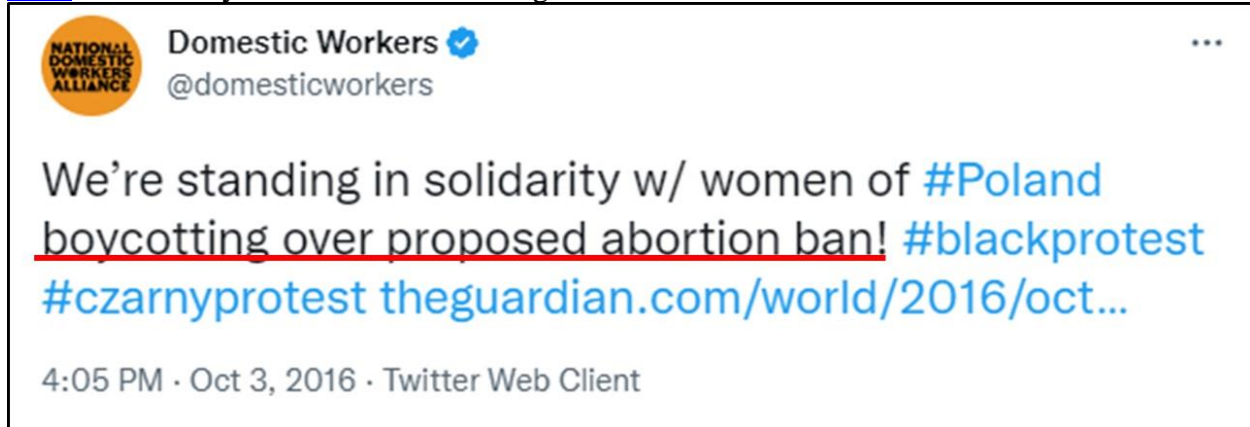 NATIONAL
DOMESTIC
WORKERS
ALLIANCE
Domestic Workers
@domesticworkers
We’re standing in solidarity w/ women of #Poland
boycotting over proposed abortion ban! #blackprotest
#czarnyprotest theguardian.com/world/2016/oct…
4:05 PM · Oct 3, 2016 · Twitter Web Client